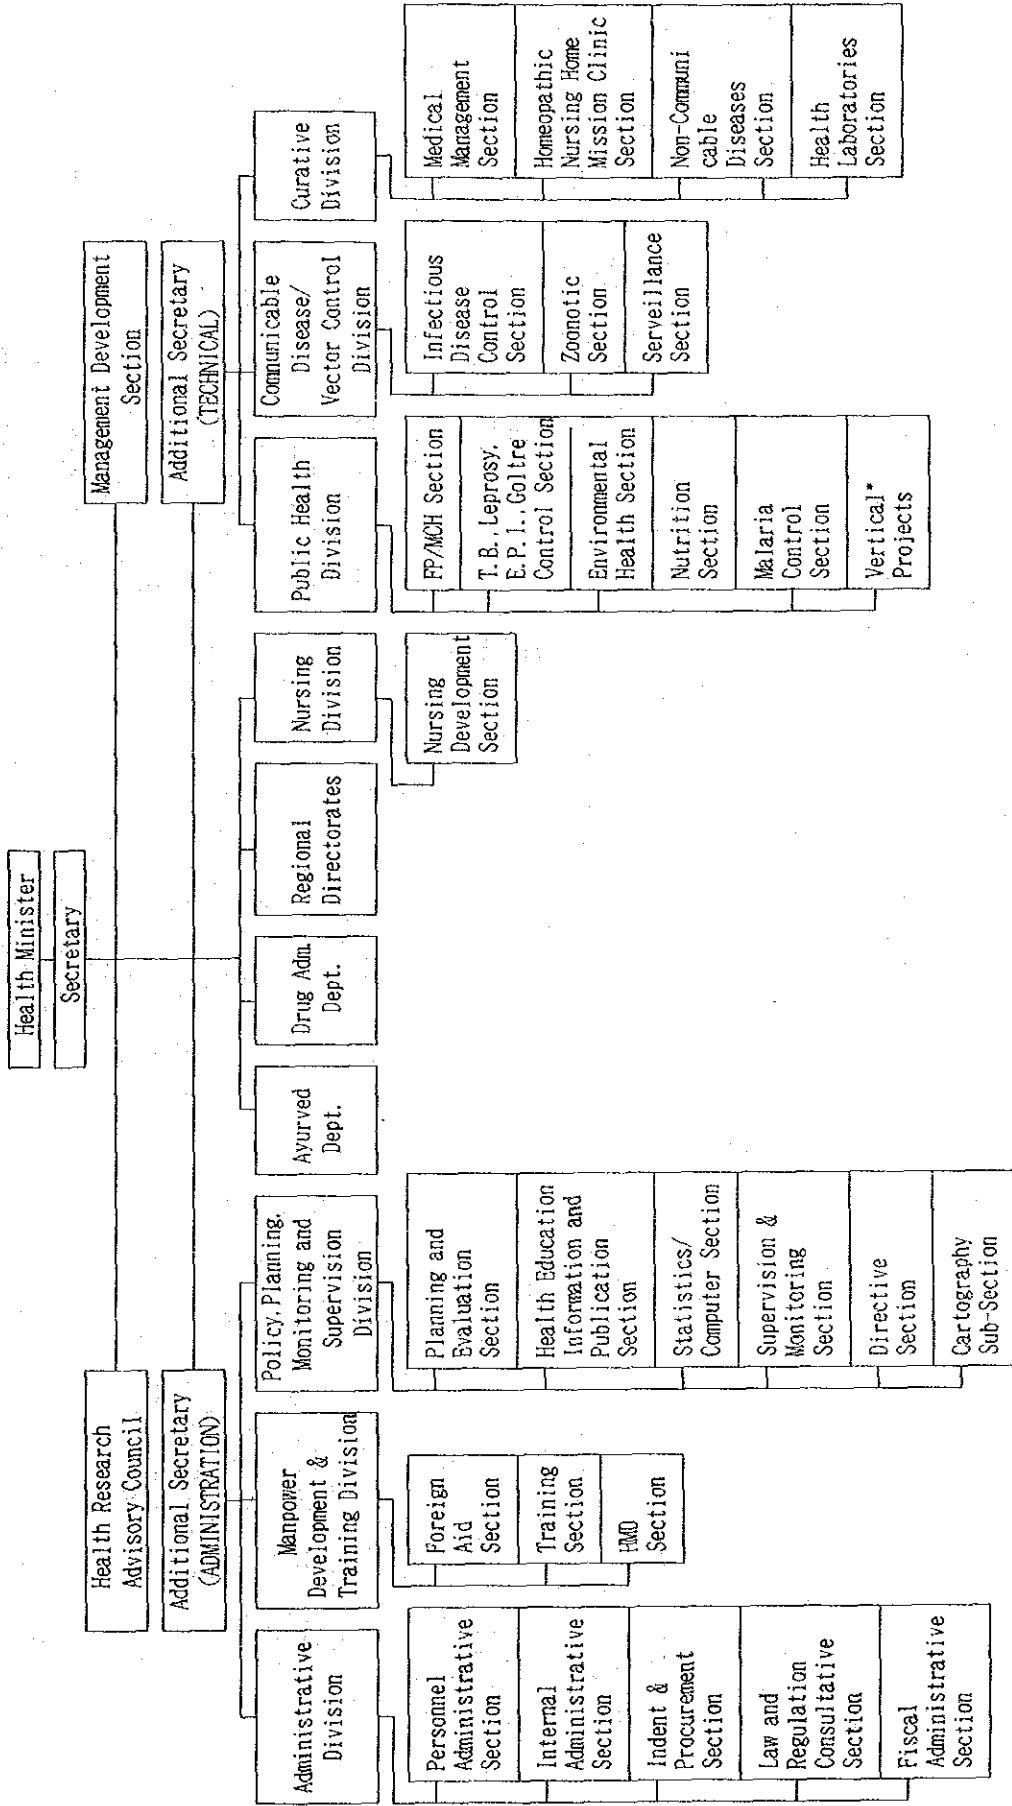 Health Minister
Secretary
Health Research
Advisory Council
Management Development
Section
Additional Secretary
(ADMINISTRATION)
Additional Secretary
(TECHNICAL)
Administrative
Division
Manpower
Development &
Training Division
Policy, Planning,
Monitoring and
Supervision
Division
Ayurved
Dept.
Drug Adm.
Dept.
Regional
Directorates
Nursing
Division
Public Health
Division
Communicable
Disease/
Vector Control
Division
Curative
Division
Personnel
Administrative
Section
Internal
Administrative
Section
Indent &
Procurement
Section
Law and
Regulation
Consultative
Section
Fiscal
Administrative
Section
Foreign
Aid
Section
Training
Section
HMD
Section
Planning and
Evaluation
Section
Health Education
Information and
Publication
Section
Statistics/
Computer Section
Supervision &
Monitoring
Section
Directive
Section
Cartography
Sub-Section
Nursing
Development
Section
FP/MCH Section
T.B., Leprosy,
E.P.I., Goltre
Control Section
Environmental
Health Section
Nutrition
Section
Malaria
Control
Section
Vertical*
Projects
Infectious
Disease
Control
Section
Zoonotic
Section
Serveillance
Section
Medical
Management
Section
Homeopathic
Nursing Home
Mission Clinic
Section
Non-Communi
cable
Diseases
Section
Health
Laboratories
Section